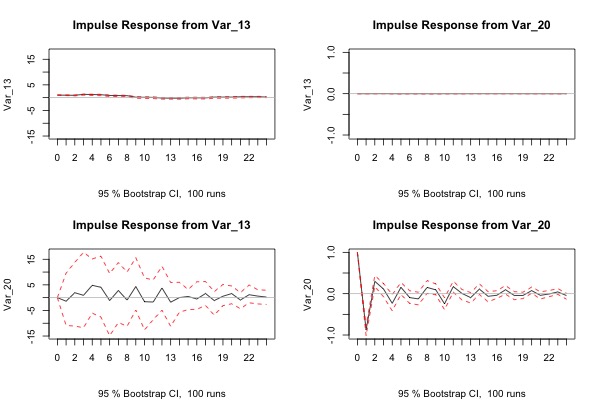 Impulse Response from Var_13
Var_13
15
5
-5
-15
0 2 4 6 8 10 13 16 19 22
95 % Bootstrap CI, 100 runs
Impulse Response from Var_20
Var_13
1.0
0.0
-1.0
0 2 4 6 8 10 13 16 19 22
95 % Bootstrap CI, 100 runs
Impulse Response from Var_13
Var_20
15
5
-5
-15
0 2 4 6 8 10 13 16 19 22
95 % Bootstrap CI, 100 runs
Impulse Response from Var_20
Var_20
1.0
0.0
-1.0
0 2 4 6 8 10 13 16 19 22
95 % Bootstrap CI, 100 runs